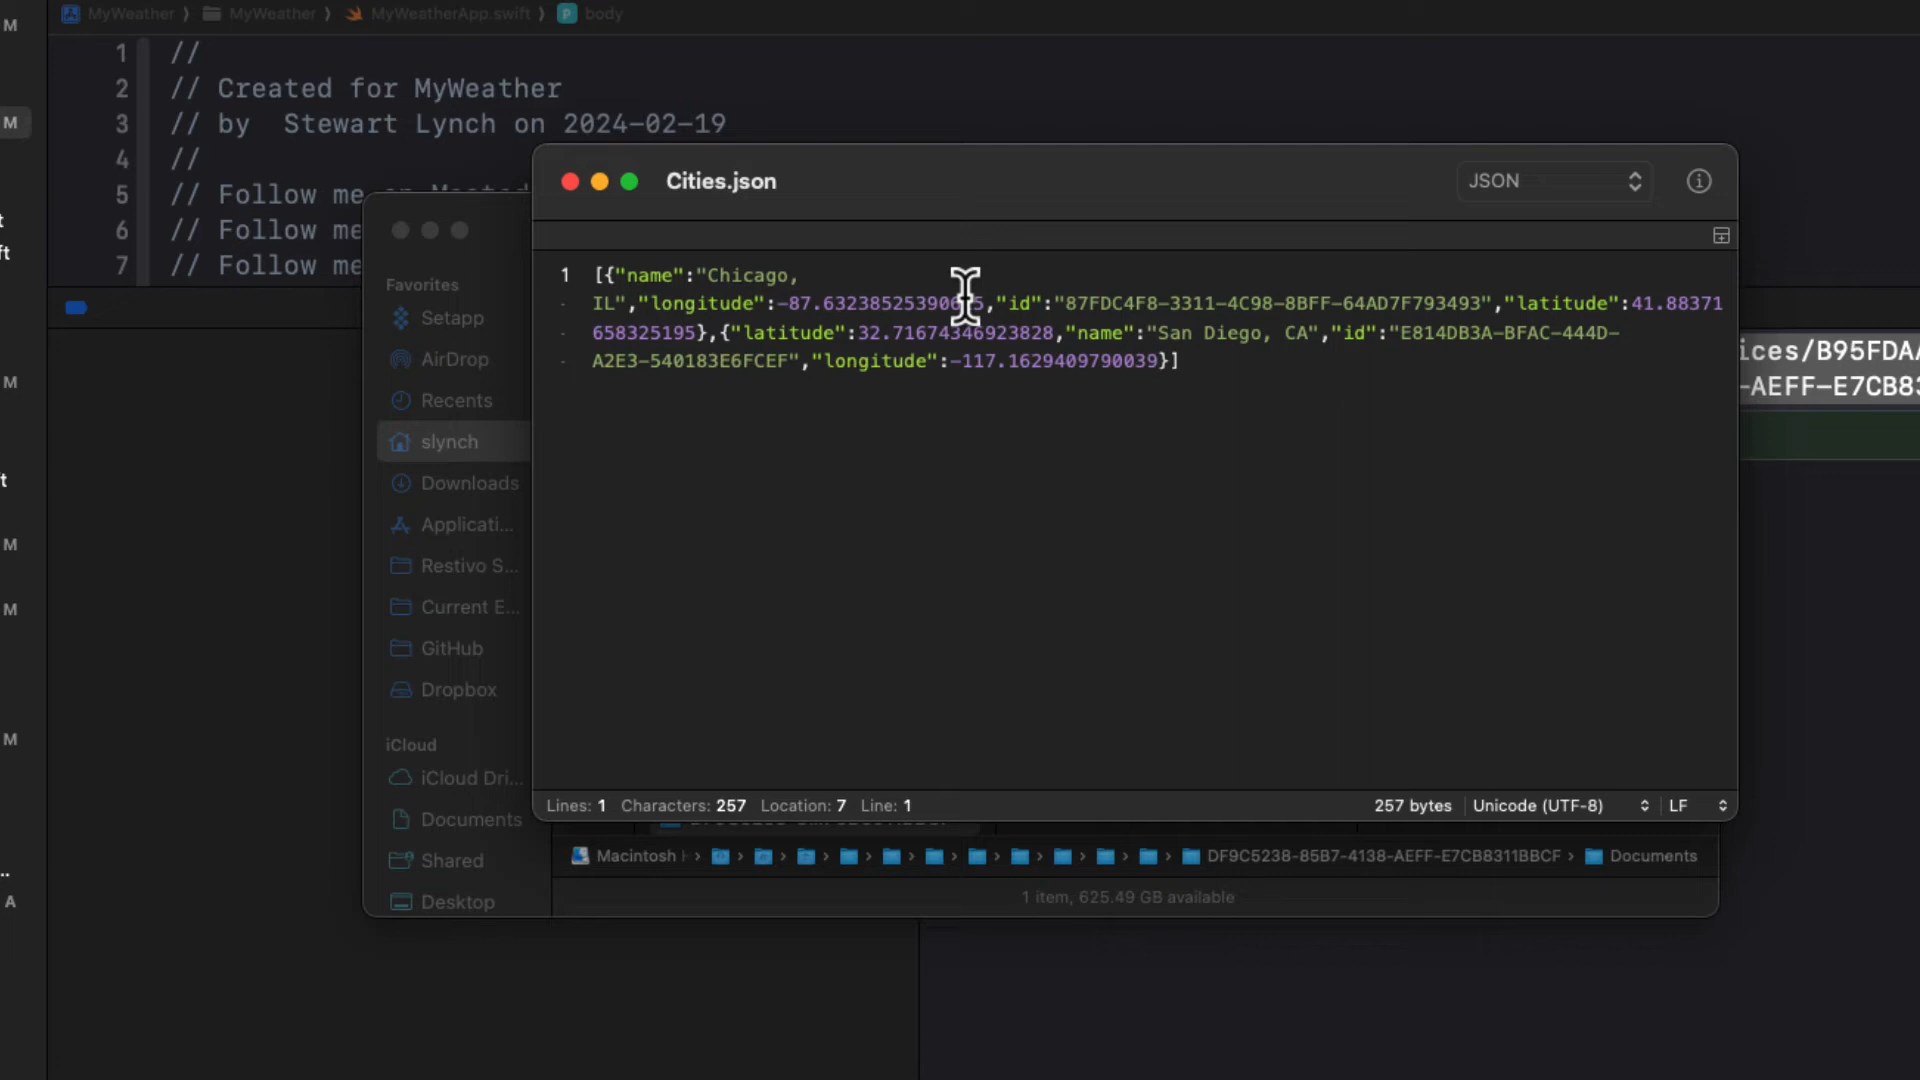 M
MyWeather ⟩ MyWeather ⟩ MyWeatherApp.swift ⟩ P body
1 //
2 // Created for MyWeather
3 // by  Stewart Lynch on 2024-02-19
4 //
5 // Follow me on
6 // Follow me
7 // Follow me
M
t
ft
M
t
M
M
M
..
A
Cities.json
JSON
1 [{"name":"Chicago,
IL","longitude":-87.6323852539 5,"id":"87FDC4F8-3311-4C98-8BFF-64AD7F793493","latitude":41.88371
658325195},{"latitude":32.71674346923828,"name":"San Diego, CA","id":"E814DB3A-BFAC-444D-
A2E3-540183E6FCEF","longitude":-117.1629409790039}]
Lines: 1 Characters: 257 Location: 7 Line: 1
257 bytes Unicode (UTF-8) LF
Favorites
Setapp
AirDrop
Recents
slynch
Downloads
Applicati...
Restivo S...
Current E...
GitHub
Dropbox
iCloud
iCloud Dri...
Documents
Shared
Desktop
Macintosh › DF9C5238-85B7-4138-AEFF-E7CB8311BBCF › Documents
1 item, 625.49 GB available
ices/B95FDA
-AEFF-E7CB8